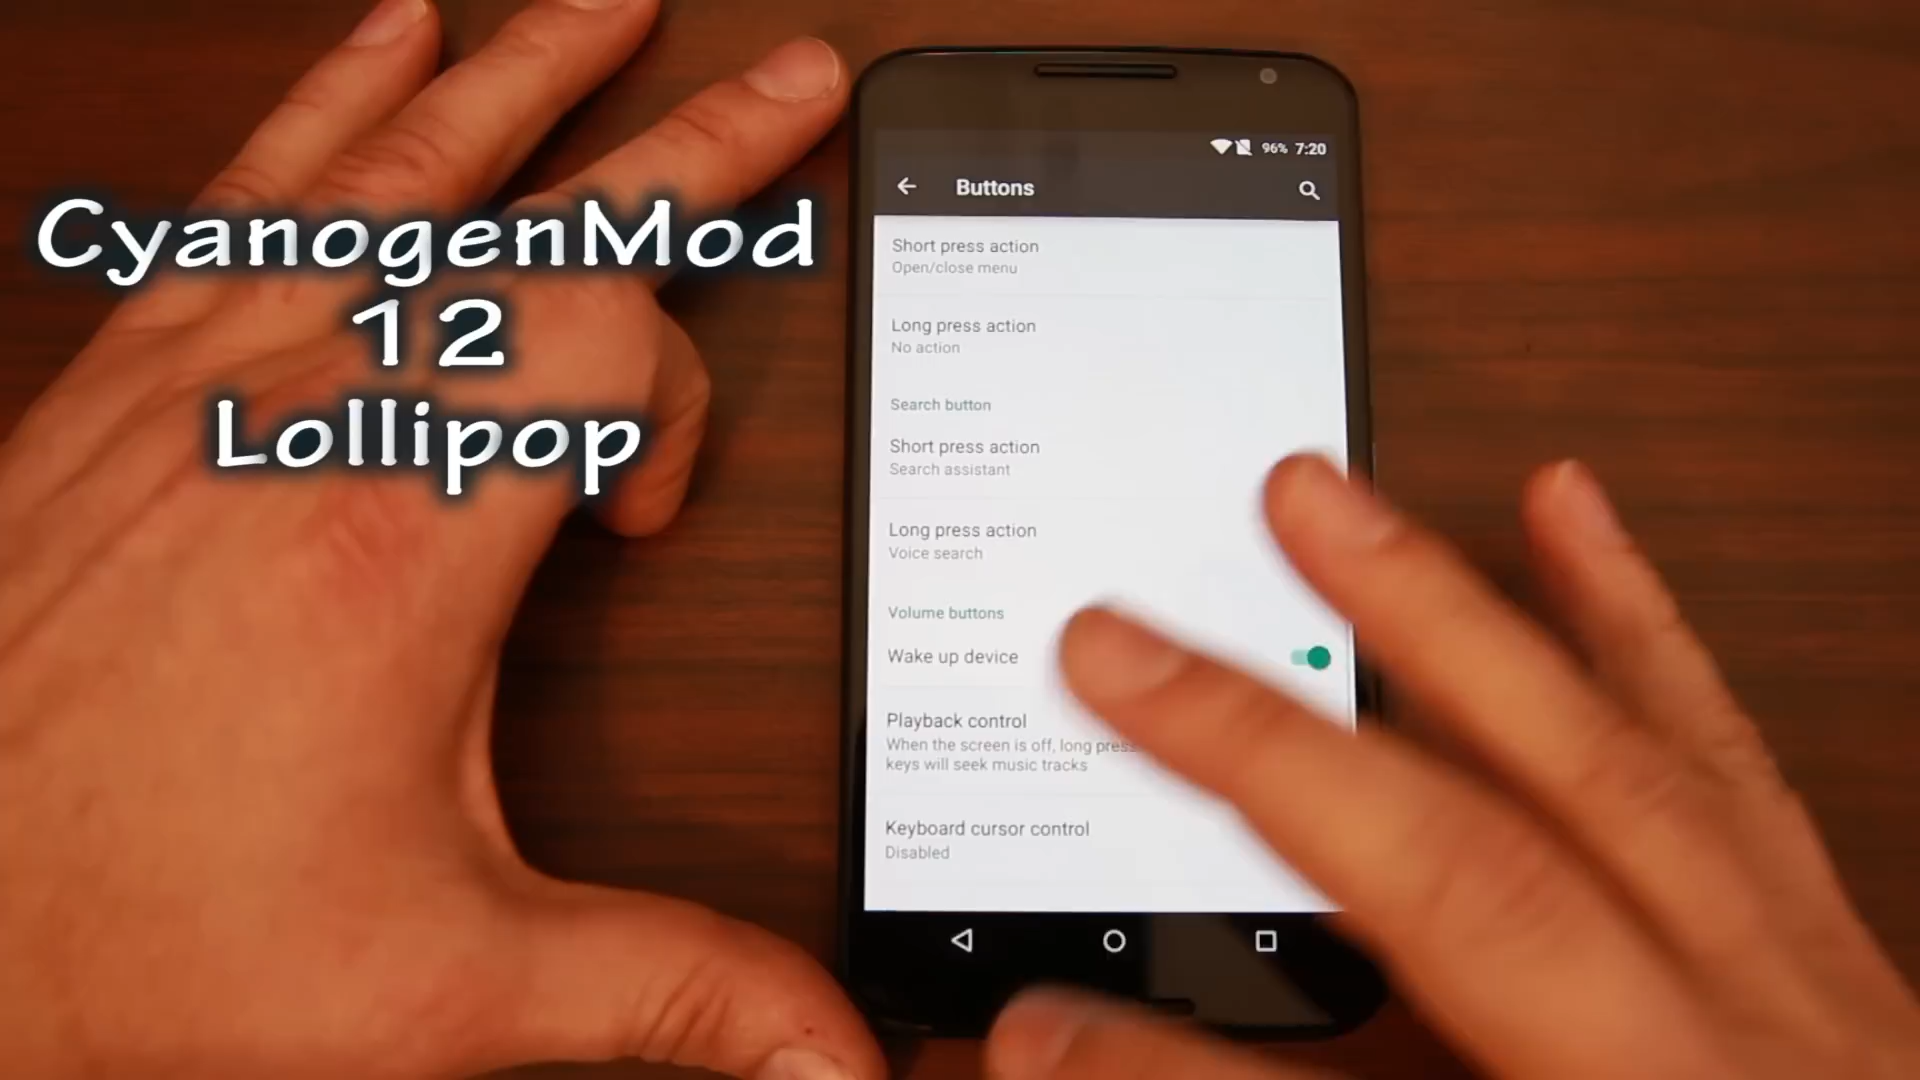 CyanogenMod
12
Lollipop
96% 7:20
Buttons
Short press action
Open/close menu
Long press action
No action
Search button
Short press action
Search assistant
Long press action
Voice search
Volume buttons
Wake up device
Playback control
When the screen is off, long press
keys will seek music tracks
Keyboard cursor control
Disabled